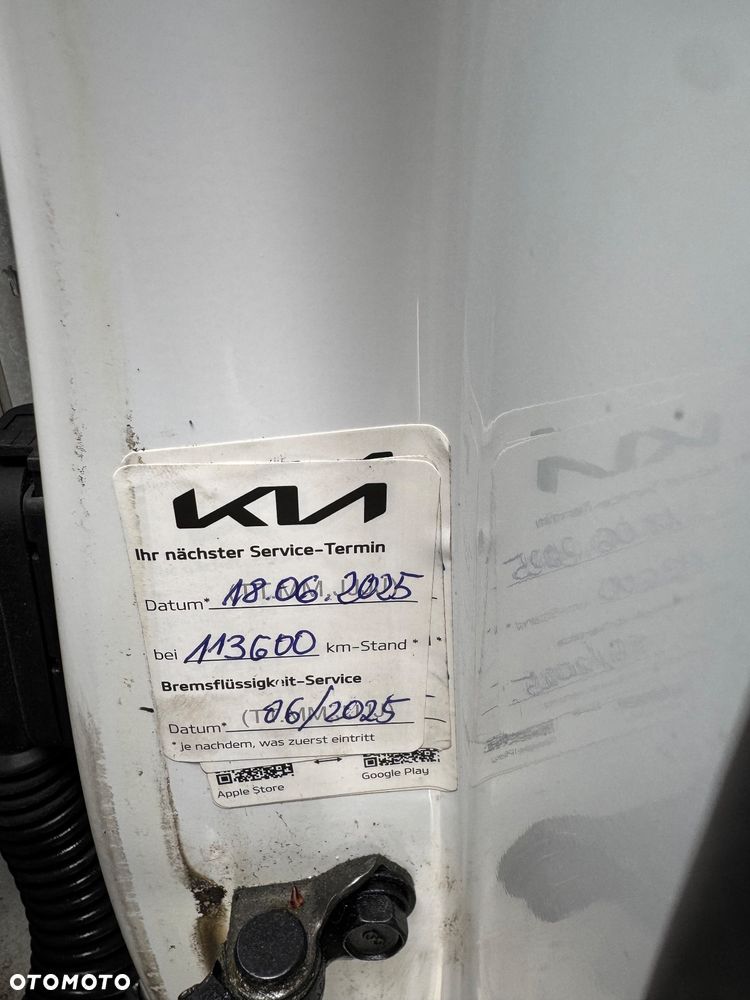 KIA
Ihr nächster Service-Termin
Datum* 18.06.2025
bei 113600 km-Stand *
Bremsflüssigkeit-Service
Datum* 06/2025
* je nachdem, was zuerst eintritt
Apple Store Google Play
OTOMOTO